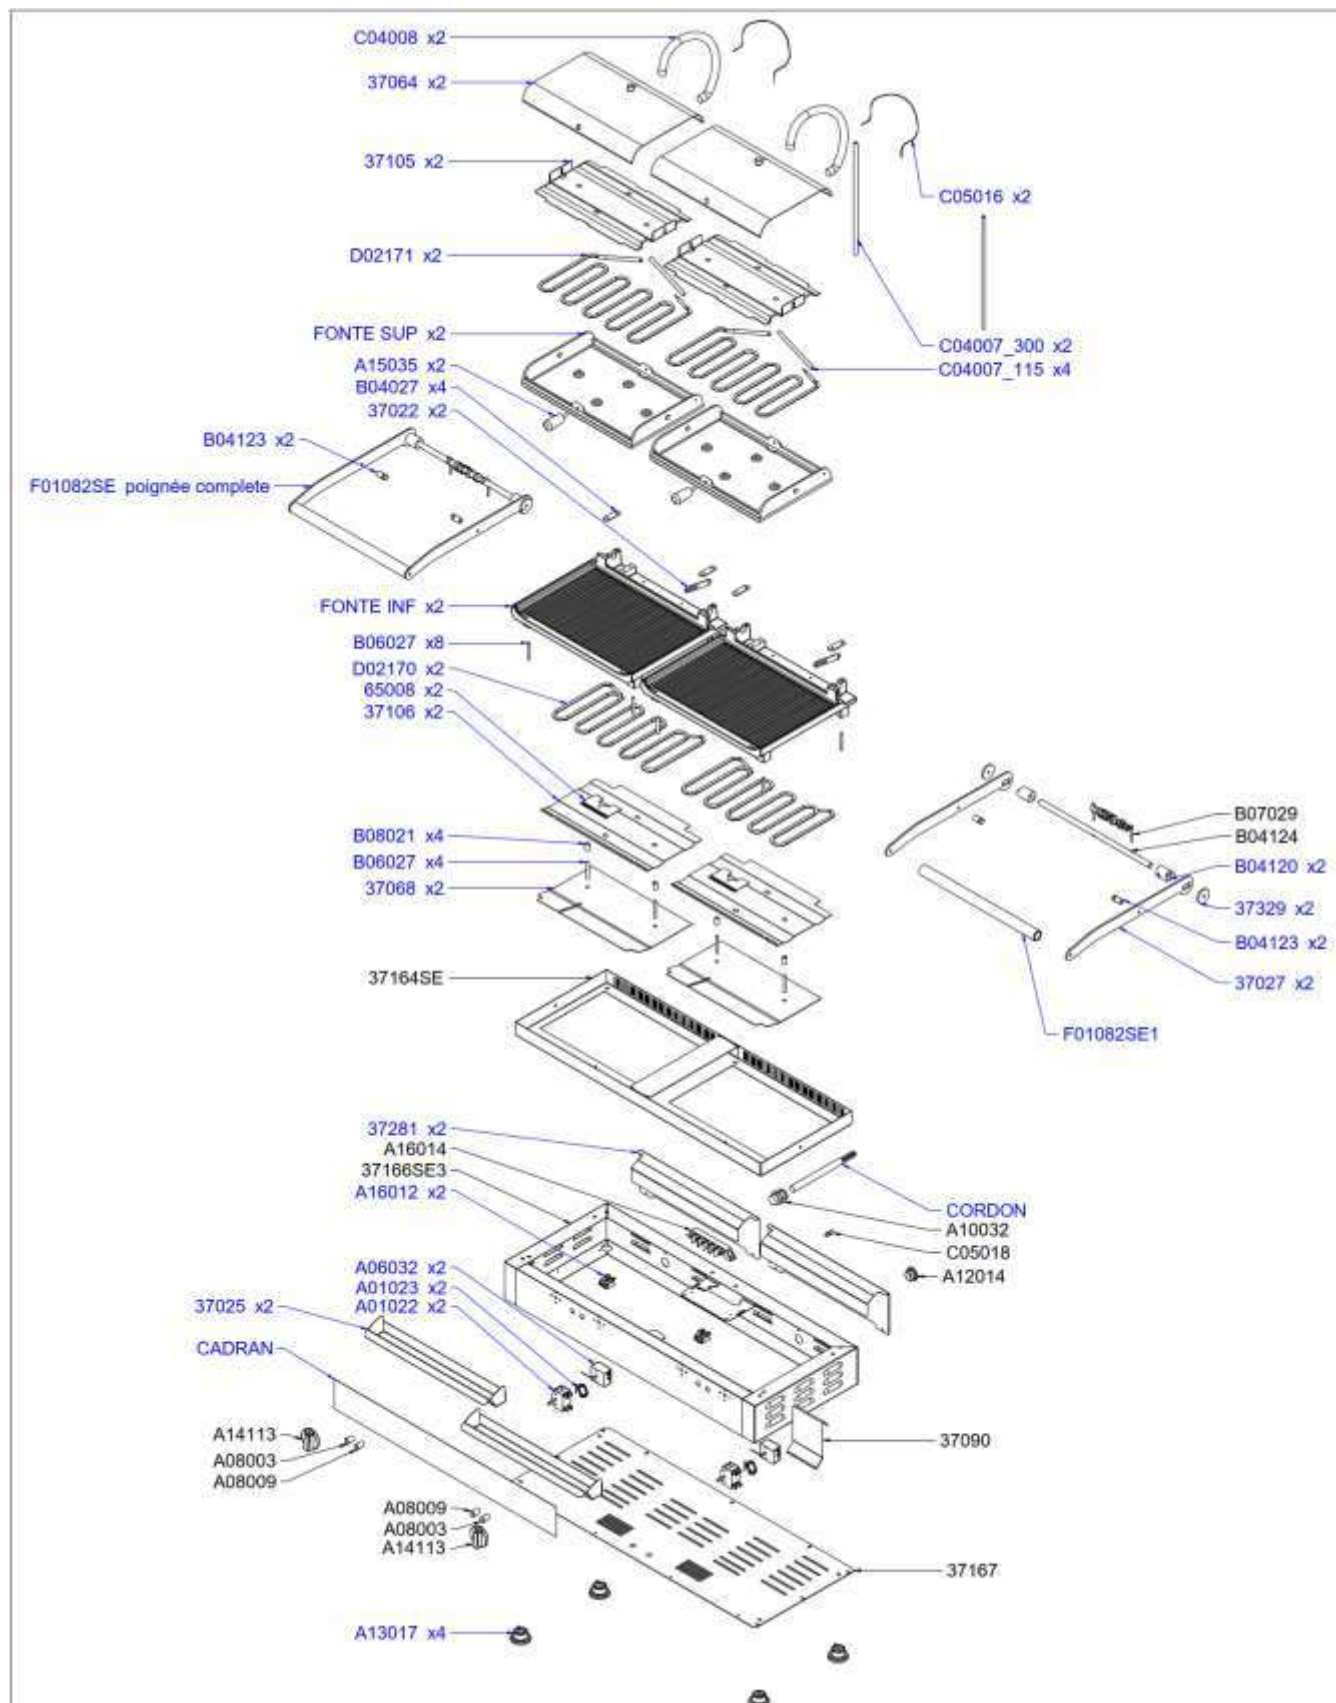 C04008 x2
37064 x2
37105 x2
C05016 x2
D02171 x2
FONTE SUP x2
C04007_300 x2
A15035 x2
C04007_115 x4
B04027 x4
37022 x2
B04123 x2
F01082SE poignée complete
FONTE INF x2
B06027 x8
D02170 x2
65008 x2
37106 x2
B07029
B08021 x4
B04124
B06027 x4
B04120 x2
37068 x2
37329 x2
B04123 x2
37164SE
37027 x2
F01082SE1
37281 x2
A16014
37166SE3
A16012 x2
CORDON
A10032
C05018
A06032 x2
A12014
A01023 x2
A01022 x2
37025 x2
CADRAN
A14113
37090
A08003
A08009
A08009
A08003
A14113
37167
A13017 x4